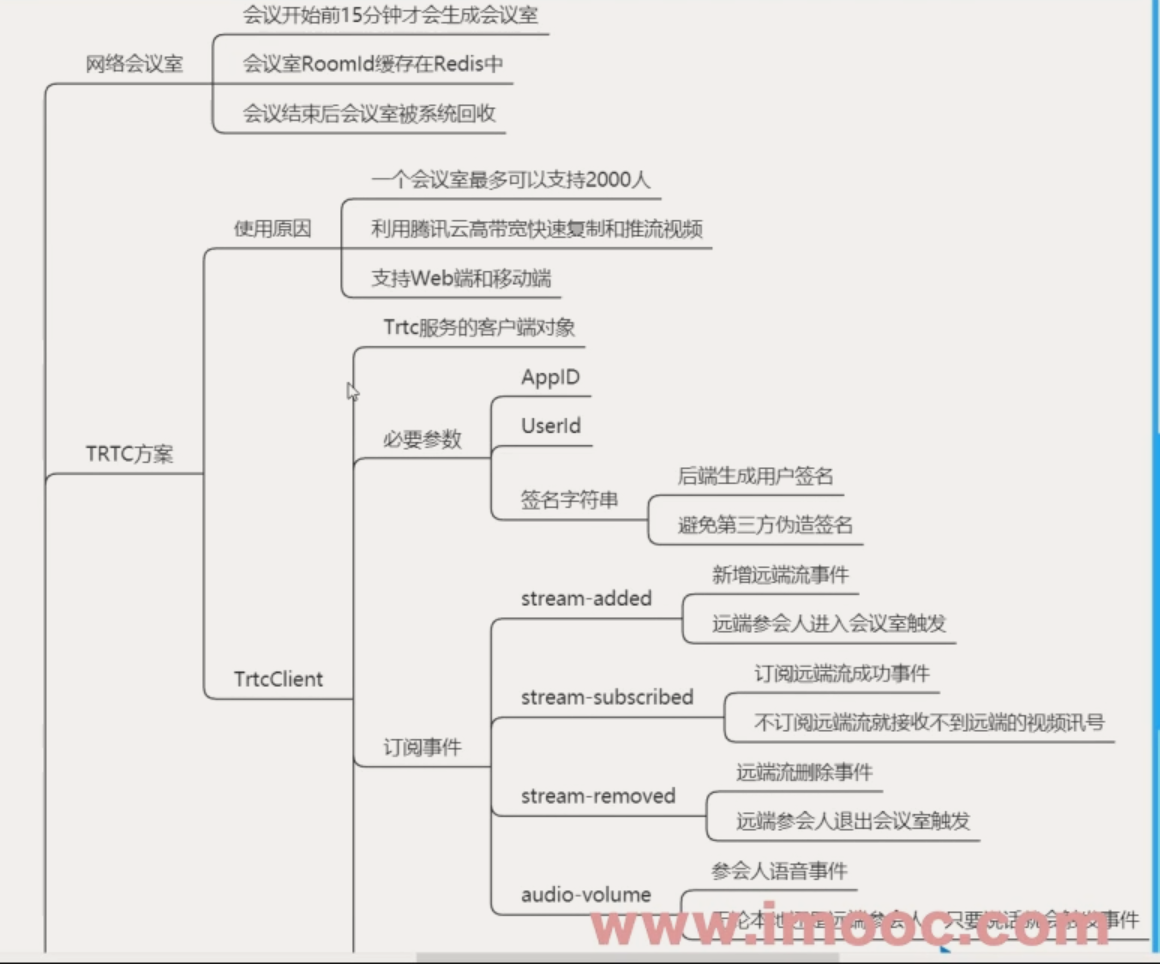 会议开始前15分钟才会生成会议室
网络会议室
会议室RoomId缓存在Redis中
会议结束后会议室被系统回收
一个会议室最多可以支持2000人
使用原因
利用腾讯云高带宽快速复制和推流视频
支持Web端和移动端
Trtc服务的客户端对象
AppID
UserId
必要参数
TRTC方案
后端生成用户签名
签名字符串
避免第三方伪造签名
新增远端流事件
stream-added
远端参会人进入会议室触发
订阅远端流成功事件
TrtcClient
stream-subscribed
不订阅远端流就接收不到远端的视频讯号
订阅事件
远端流删除事件
stream-removed
远端参会人退出会议室触发
参会人语音事件
audio-volume
无论本地还是远端参会人，只要说话就会触发事件
www.imooc.com